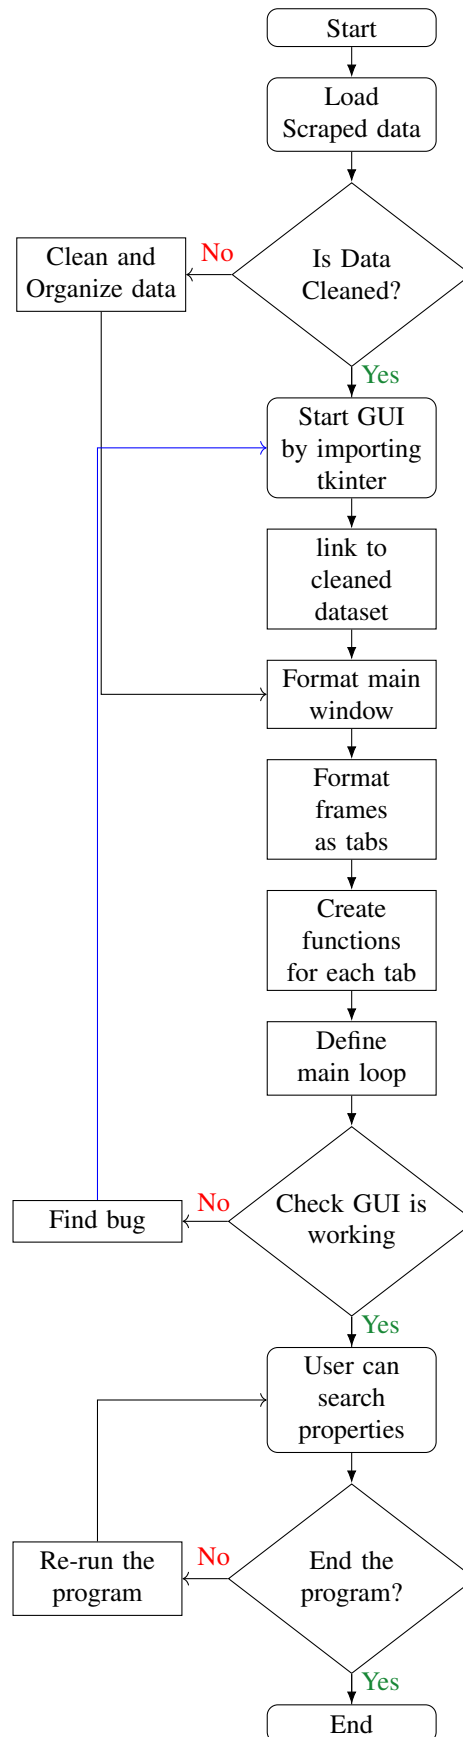 Start
Load
Scraped data
Is Data
Cleaned?
No
Clean and
Organize data
Yes
Start GUI
by importing
tkinter
link to
cleaned
dataset
Format main
window
Format
frames
as tabs
Create
functions
for each tab
Define
main loop
Check GUI is
working
No
Find bug
Yes
User can
search
properties
End the
program?
No
Re-run the
program
Yes
End